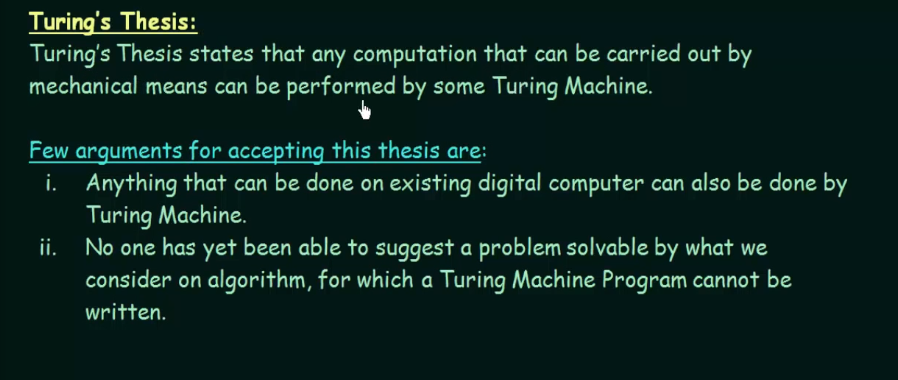 Turing's Thesis:
Turing's Thesis states that any computation that can be carried out by
mechanical means can be performed by some Turing Machine.
Few arguments for accepting this thesis are:
i. Anything that can be done on existing digital computer can also be done by
Turing Machine.
ii. No one has yet been able to suggest a problem solvable by what we
consider on algorithm, for which a Turing Machine Program cannot be
written.